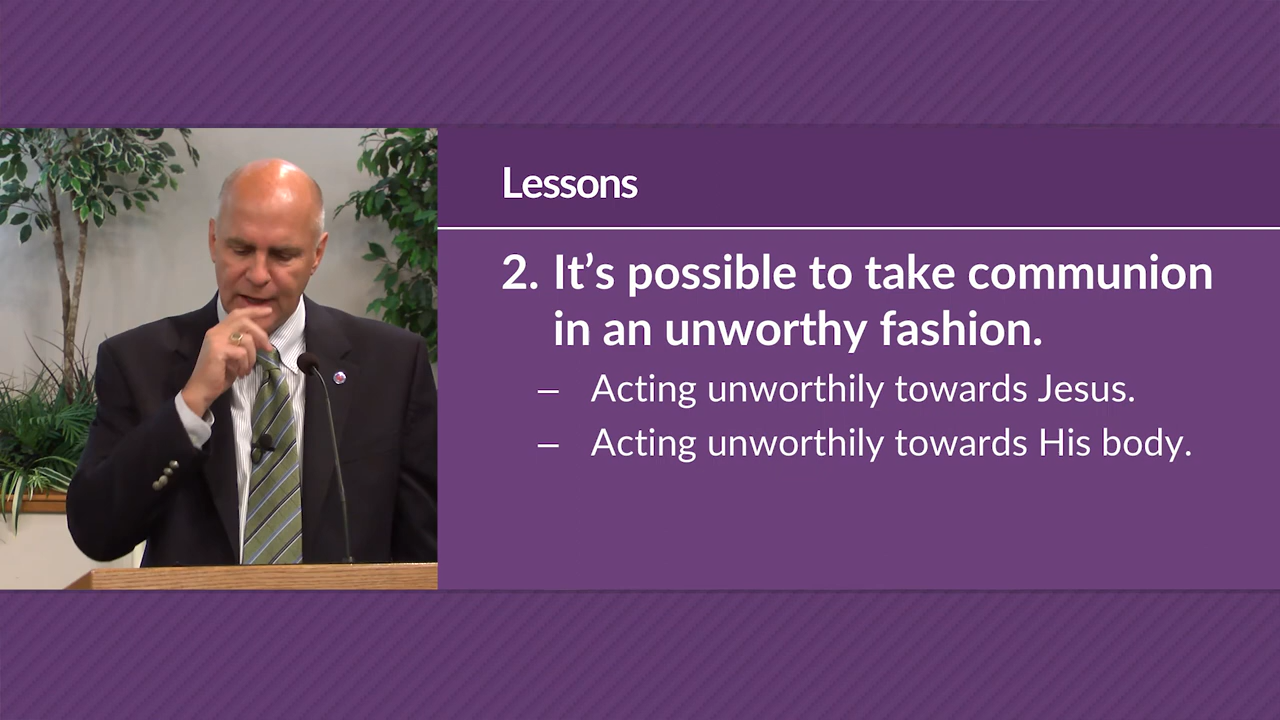 Lessons
2. It’s possible to take communion
in an unworthy fashion.
– Acting unworthily towards Jesus.
– Acting unworthily towards His body.